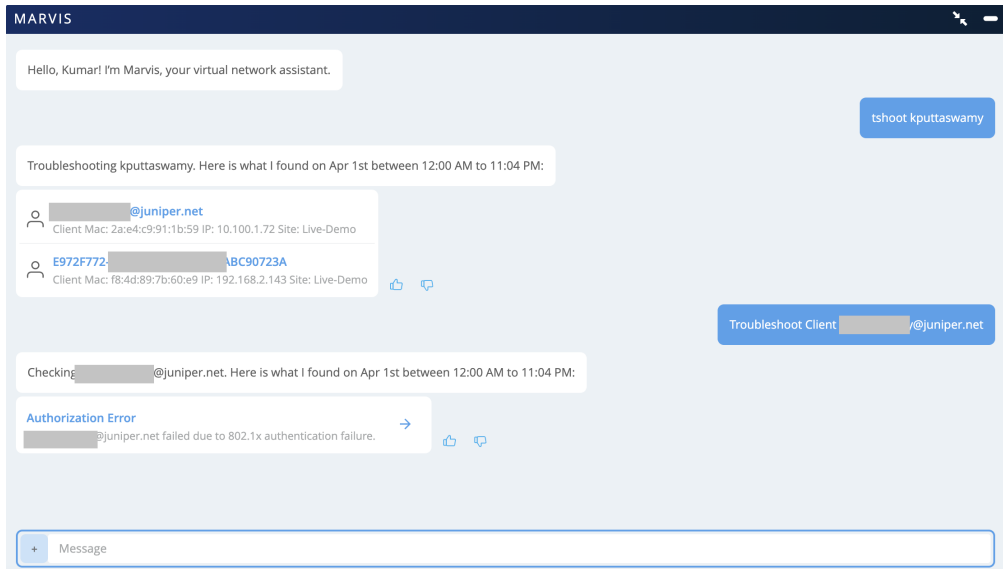 MARVIS
Hello, Kumar! I'm Marvis, your virtual network assistant.
tshoot kputtaswamy
Troubleshooting kputtaswamy. Here is what I found on Apr 1st between 12:00 AM to 11:04 PM:
@juniper.net
Client Mac: 2a:e4:c9:91:1b:59 IP: 10.100.1.72 Site: Live-Demo
E972F772- ABC90723A
Client Mac: f8:4d:89:7b:60:e9 IP: 192.168.2.143 Site: Live-Demo
Troubleshoot Client y@juniper.net
Checking @juniper.net. Here is what I found on Apr 1st between 12:00 AM to 11:04 PM:
Authorization Error
@juniper.net failed due to 802.1x authentication failure.
+ Message